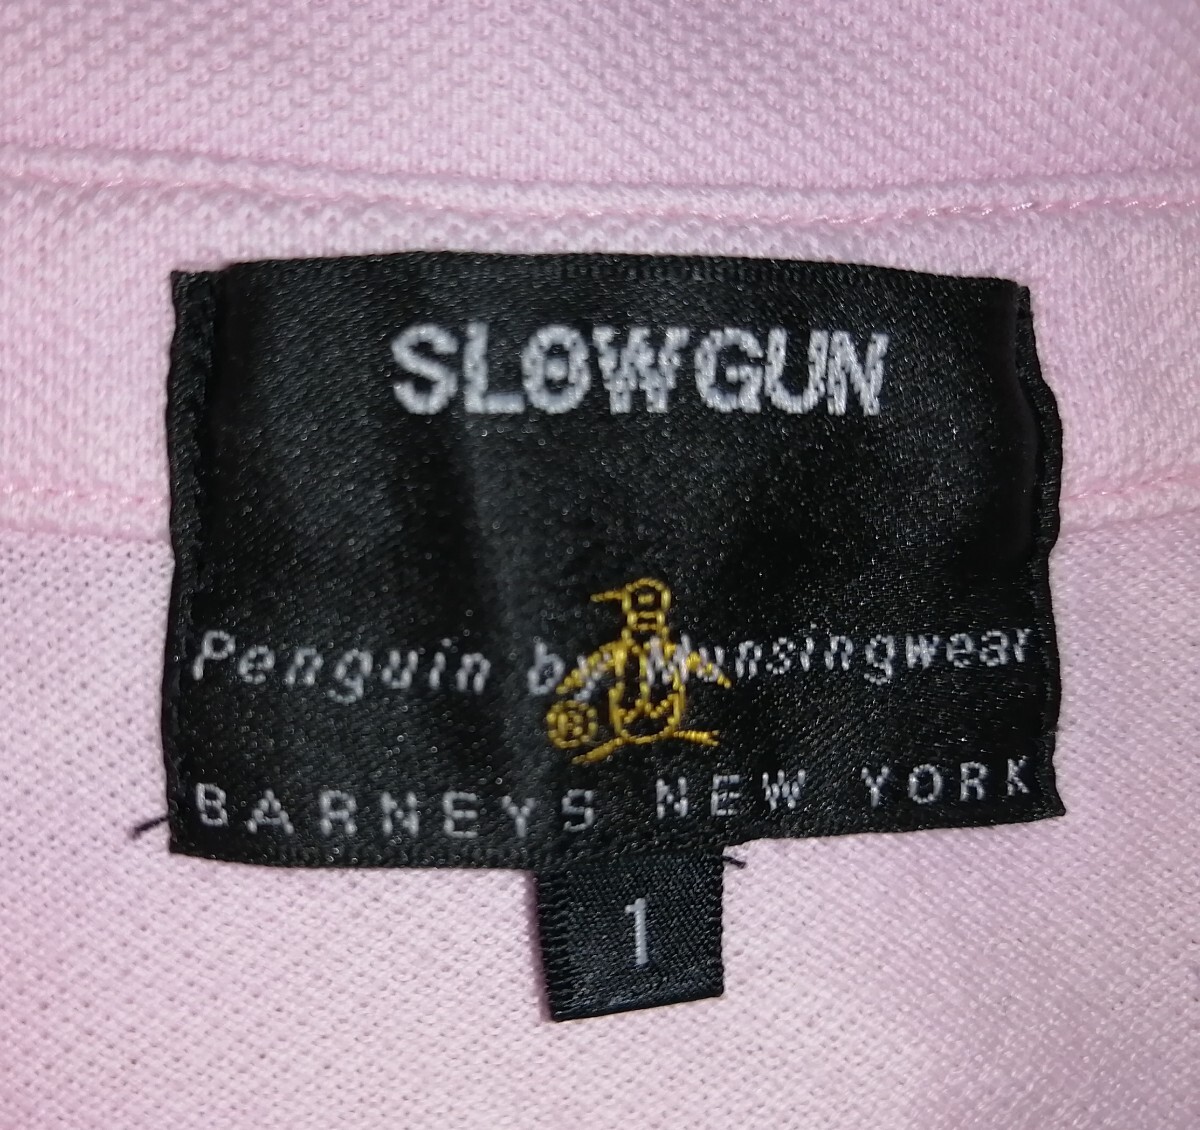 SLOWGUN
Penguin by Munsingwear
®
BARNEYS NEW YORK
1